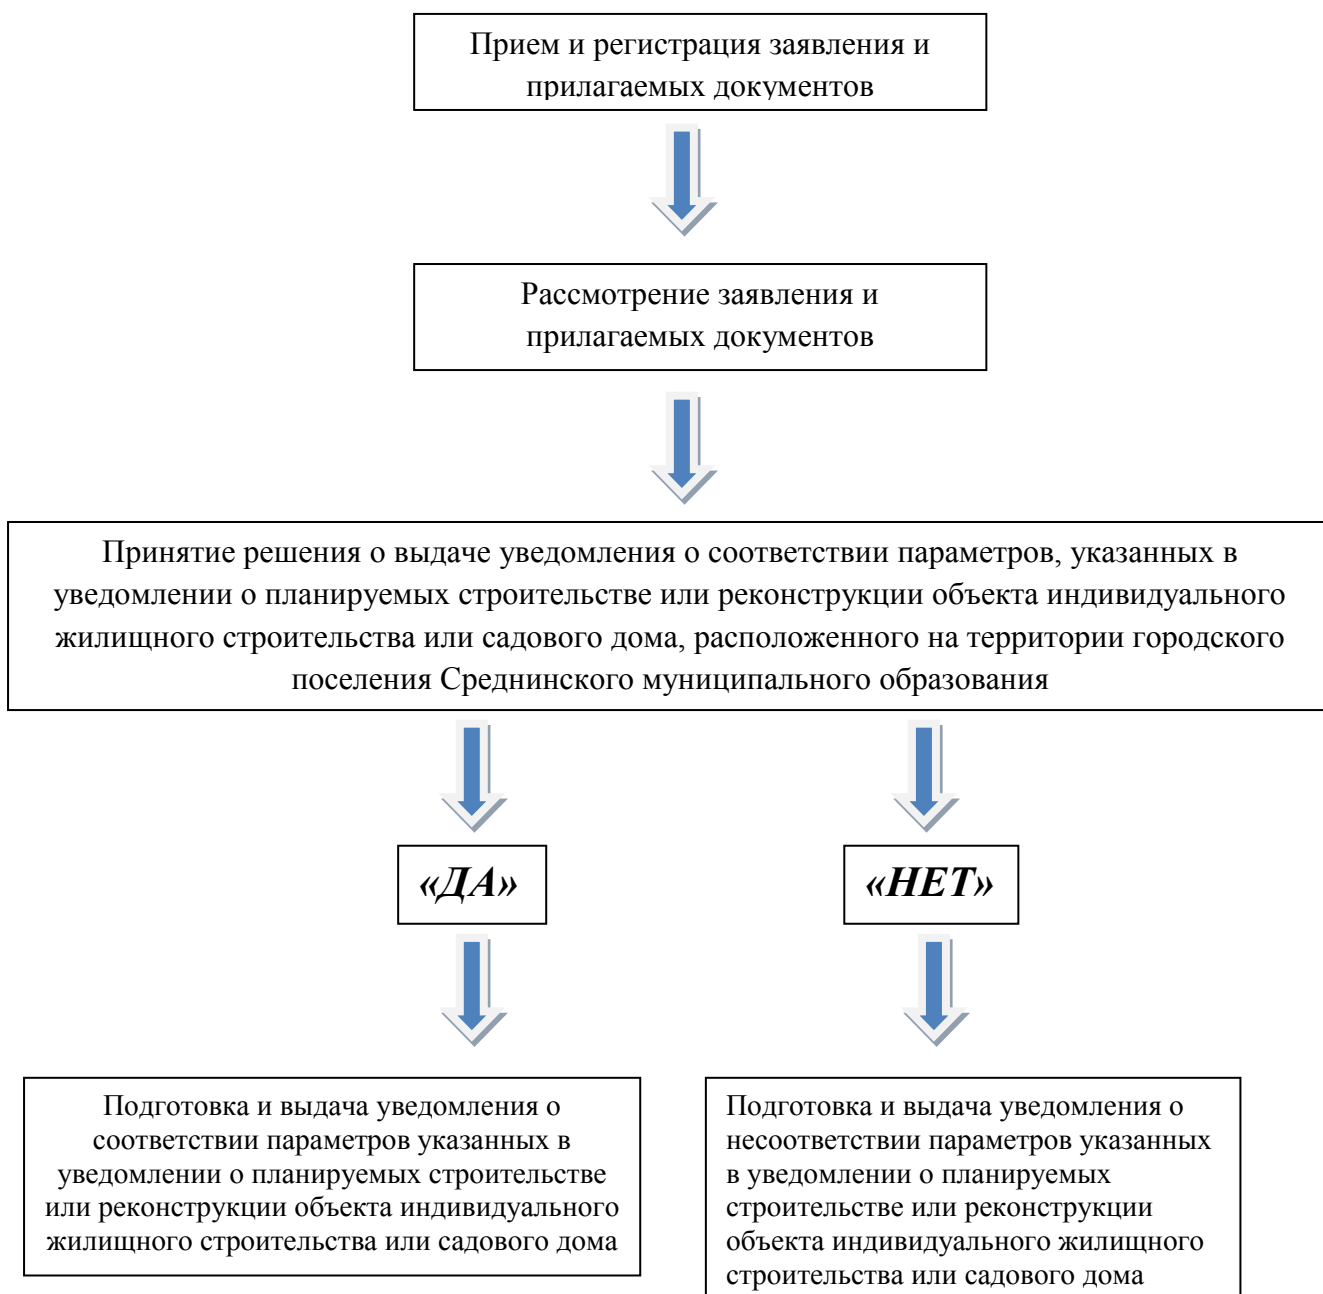 Прием и регистрация заявления и
прилагаемых документов
Рассмотрение заявления и
прилагаемых документов
Принятие решения о выдаче уведомления о соответствии параметров, указанных в
уведомлении о планируемых строительстве или реконструкции объекта индивидуального
жилищного строительства или садового дома, расположенного на территории городского
поселения Среднинского муниципального образования
«ДА»
«НЕТ»
Подготовка и выдача уведомления о
соответствии параметров указанных в
уведомлении о планируемых строительстве
или реконструкции объекта индивидуального
жилищного строительства или садового дома
Подготовка и выдача уведомления о
несоответствии параметров указанных
в уведомлении о планируемых
строительстве или реконструкции
объекта индивидуального жилищного
строительства или садового дома